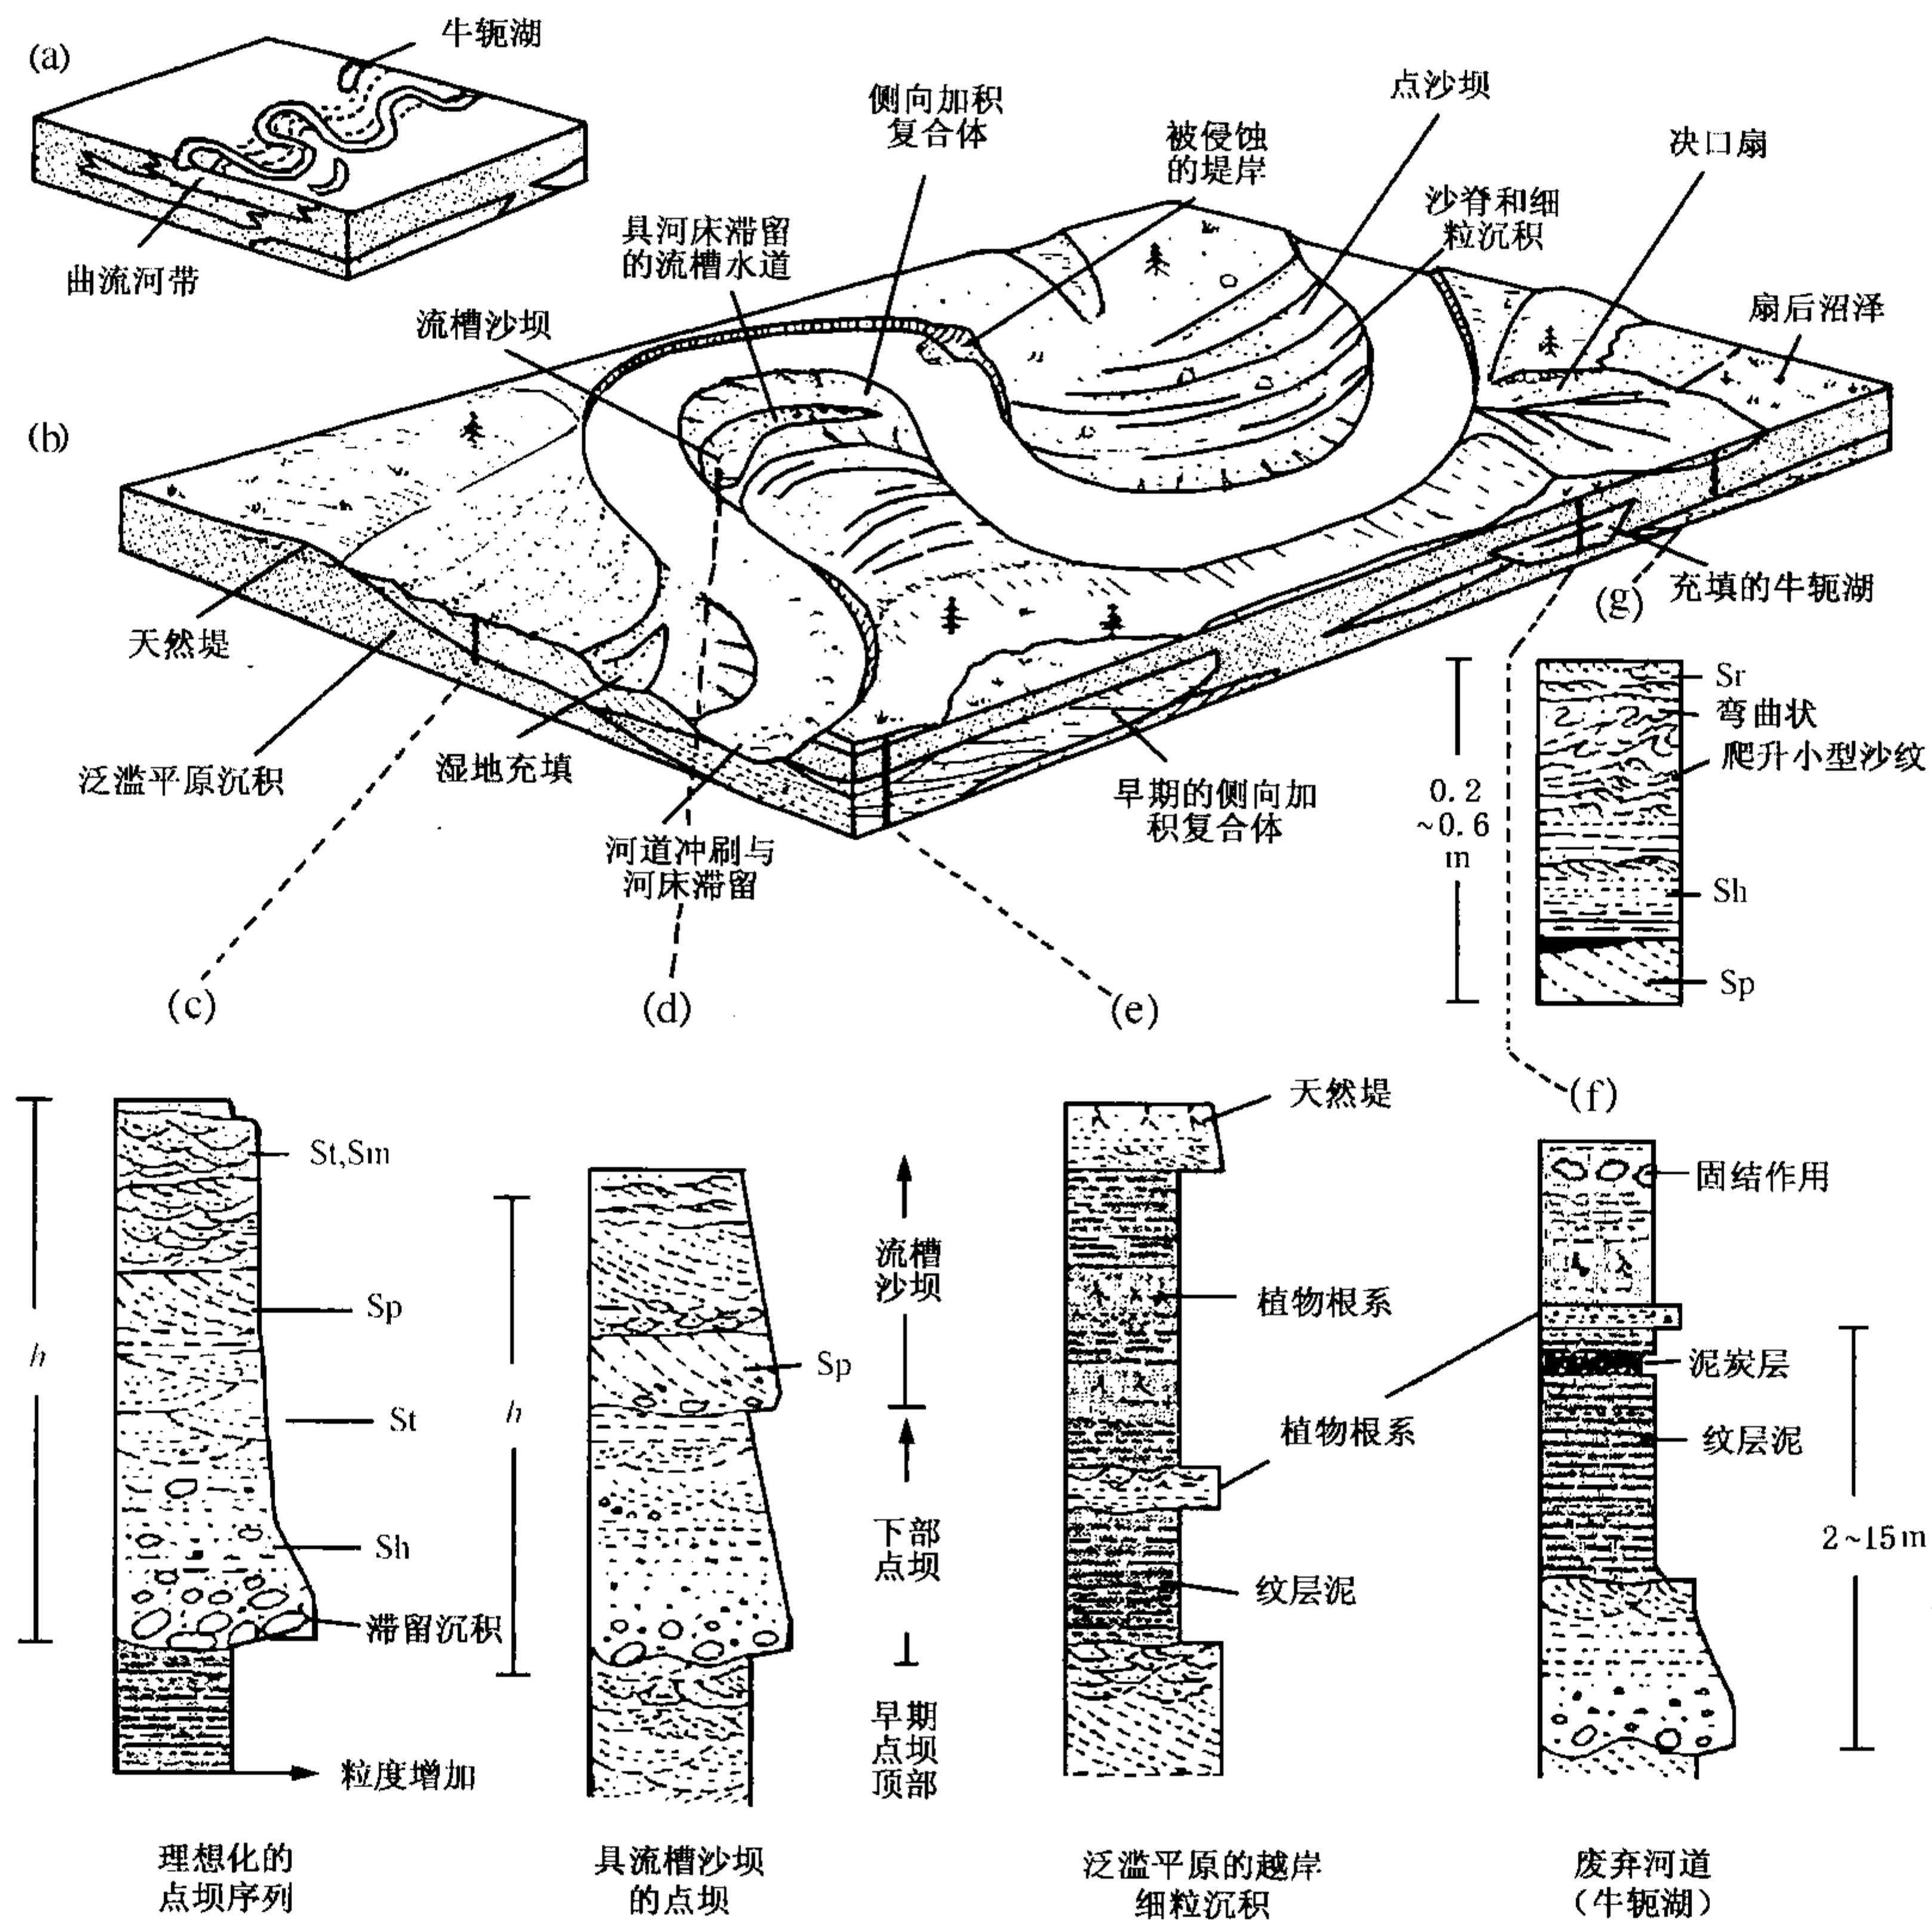 (a)
牛轭湖
曲流河带
(b)
侧向加积
复合体
点沙坝
被侵蚀
的堤岸
决口扇
沙脊和细
粒沉积
具河床滞留
的流槽水道
流槽沙坝
扇后沼泽
天然堤
泛滥平原沉积
湿地充填
河道冲刷与
河床滞留
早期的侧向加
积复合体
充填的牛轭湖
(g)
Sr
弯曲状
爬升小型沙纹
0.2
~0.6
m
Sh
Sp
(c)
(d)
(e)
(f)
h
St,Sm
Sp
St
Sh
滞留沉积
粒度增加
理想化的
点坝序列
h
Sp
流槽
沙坝
下部
点坝
早期
点坝
顶部
具流槽沙坝
的点坝
天然堤
植物根系
植物根系
纹层泥
泛滥平原的越岸
细粒沉积
固结作用
泥炭层
纹层泥
2~15m
废弃河道
(牛轭湖)